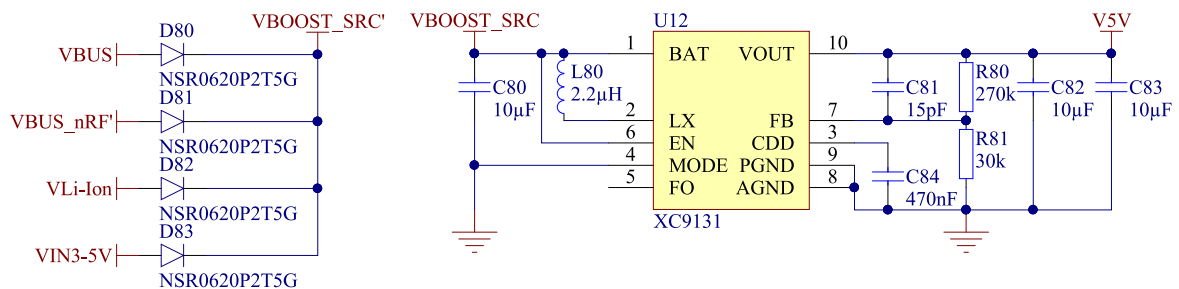 D80
VBUS
NSR0620P2T5G
D81
VBUS_nRF'
NSR0620P2T5G
D82
VLi-Ion
NSR0620P2T5G
D83
VIN3-5V
NSR0620P2T5G
VBOOST_SRC'
VBOOST_SRC
C80
10µF
L80
2.2µH
U12
1 BAT VOUT 10
2 LX FB 7
6 EN CDD 3
4 MODE PGND 9
5 FO AGND 8
XC9131
V5V
C81
15pF
R80
270k
C82
10µF
C83
10µF
R81
30k
C84
470nF